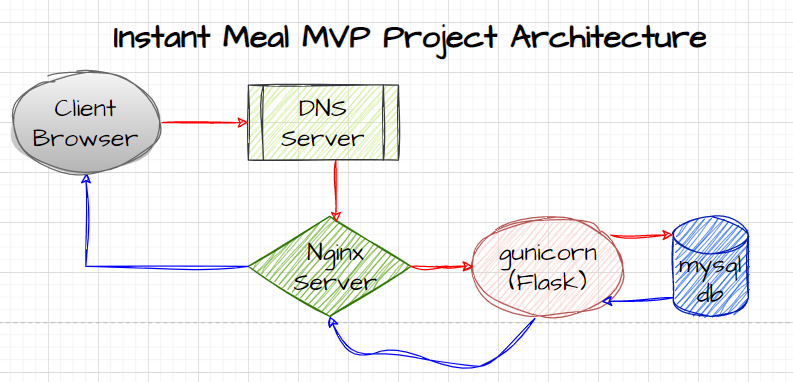 Instant Meal MVP Project Architecture
Client
Browser
DNS
Server
Nginx
Server
gunicorn
(Flask)
mysql
db